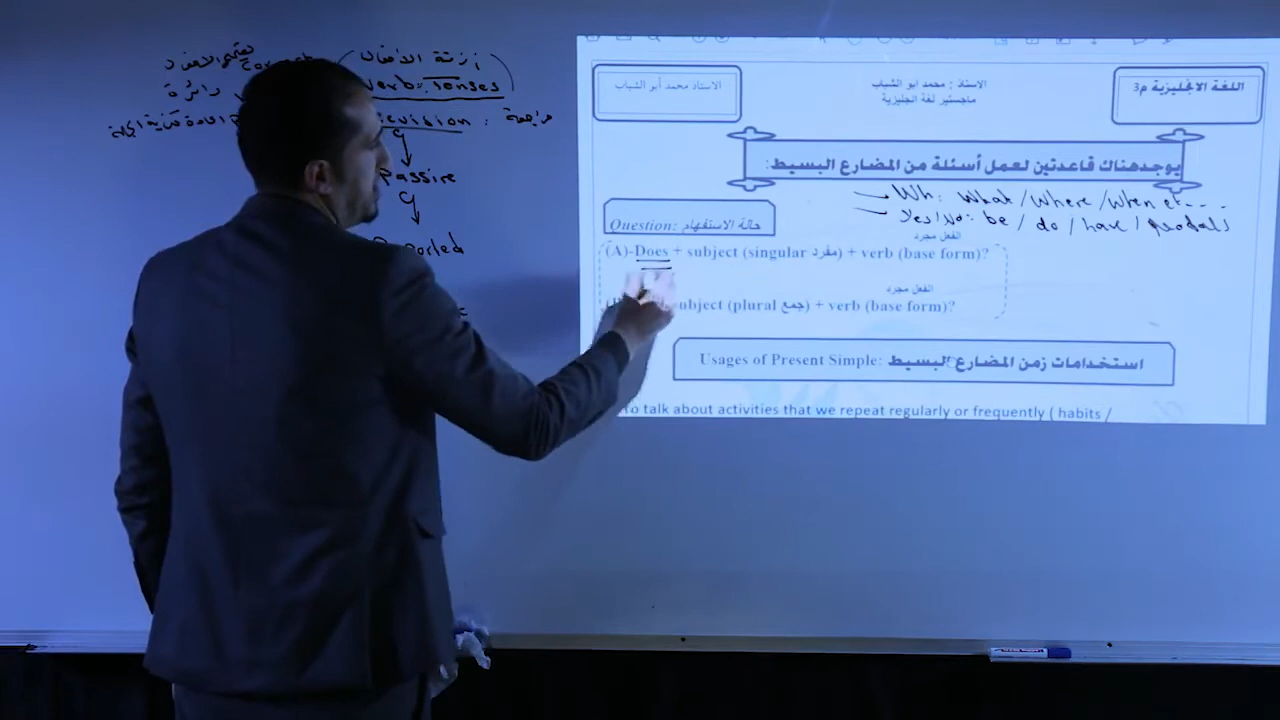 أزمنة الأفعال
Verb: Tenses
مراجعة :
Passive
اللغة الانجليزية م3
الاستاذ : محمد ابو الشباب
ماجستير لغة انجليزية
الاستاذ محمد أبو الشباب
يوجدهناك قاعدتين لعمل أسئلة من المضارع البسيط:
Wh: What / Where / When et...
Yes/No: be / do / have / modals
Question: حالة الاستفهام
الفعل مجرد
(A)-Does + subject (singular مفرد) + verb (base form)?
الفعل مجرد
subject (plural جمع) + verb (base form)?
Usages of Present Simple: استخدامات زمن المضارع البسيط
To talk about activities that we repeat regularly or frequently ( habits /